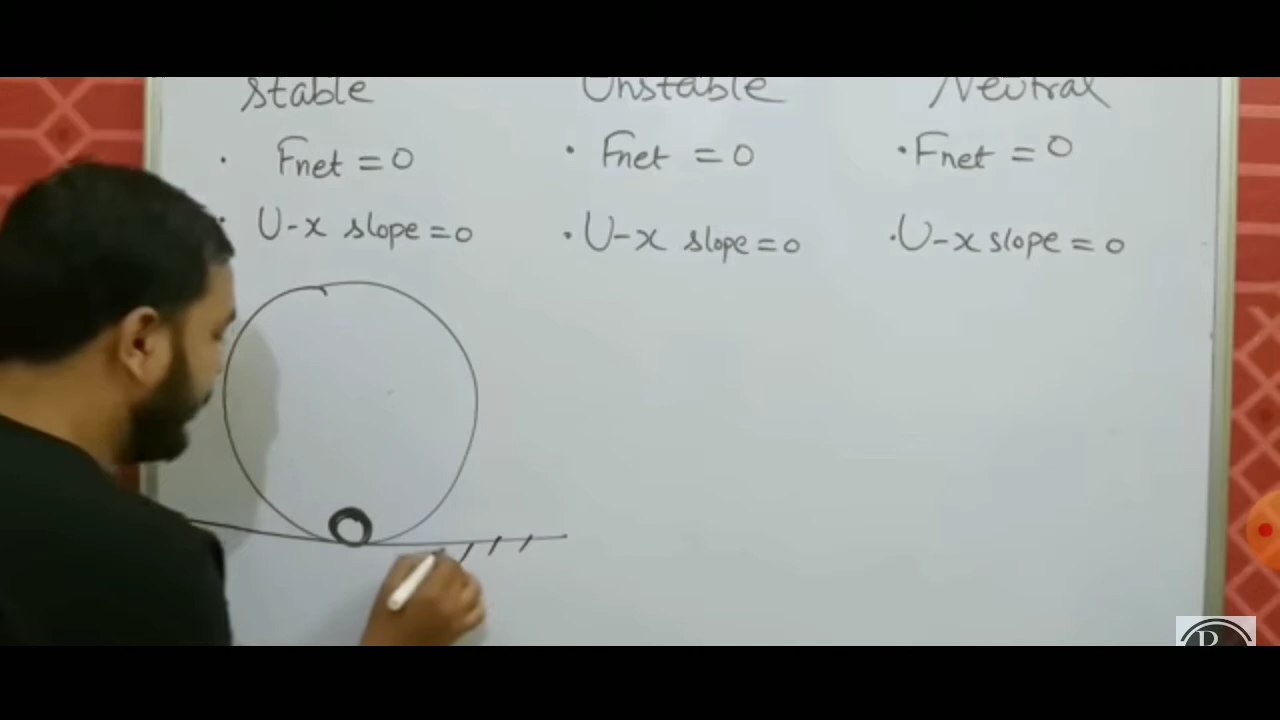 Stable Unstable Neutral
• Fnet = 0 • Fnet = 0 • Fnet = 0
• U-x slope = 0 • U-x slope = 0 • U-x slope = 0